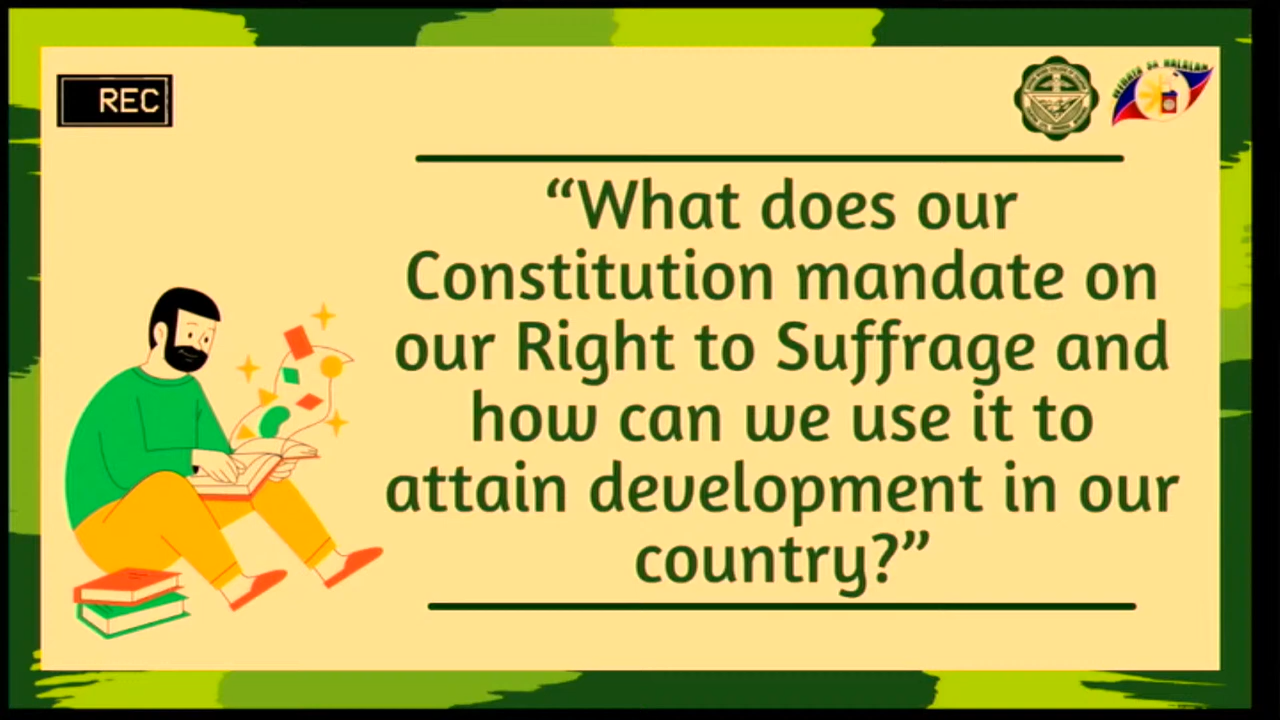 REC
“What does our
Constitution mandate on
our Right to Suffrage and
how can we use it to
attain development in our
country?”